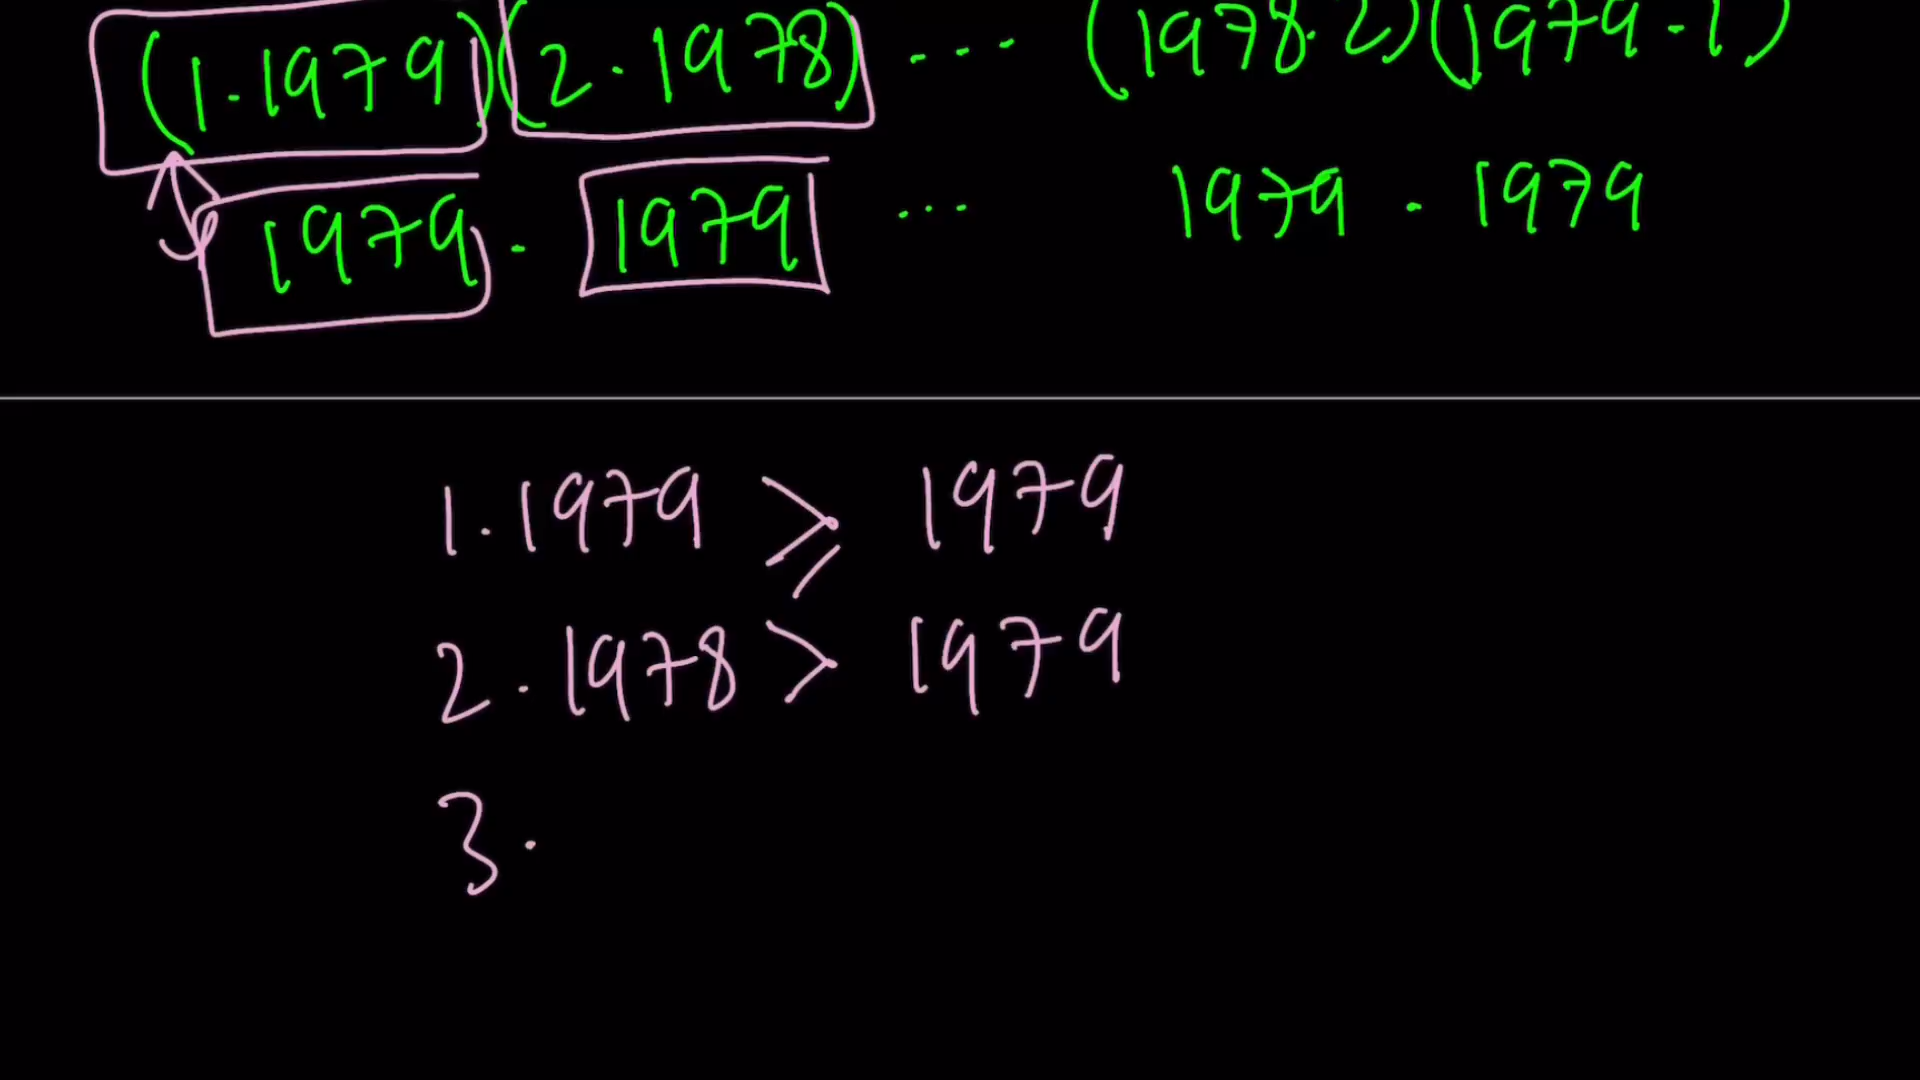 (1·1979)(2·1978) ... (1978·2)(1979·1)
1979 · 1979 ... 1979 · 1979
1·1979 ⩾ 1979
2·1978 > 1979
3·